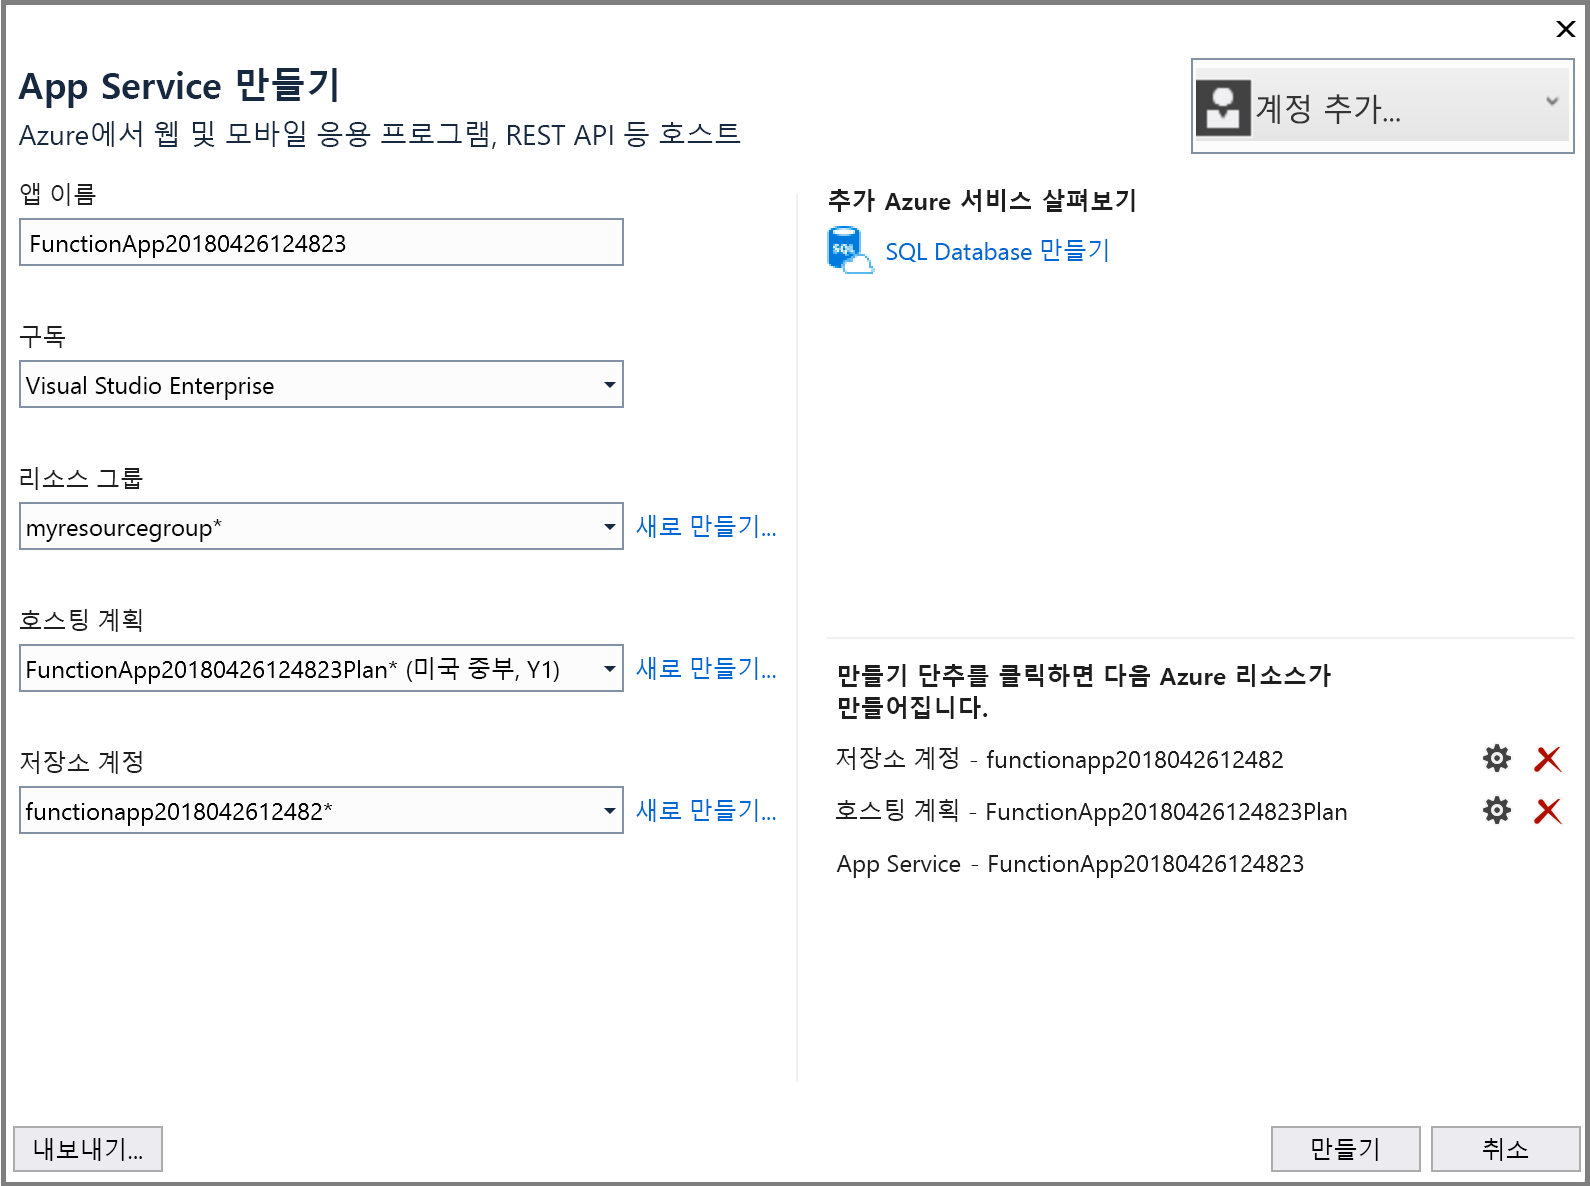 App Service 만들기
Azure에서 웹 및 모바일 응용 프로그램, REST API 등 호스트
계정 추가...
앱 이름
FunctionApp20180426124823
구독
Visual Studio Enterprise
리소스 그룹
myresourcegroup*
새로 만들기...
호스팅 계획
FunctionApp20180426124823Plan* (미국 중부, Y1)
새로 만들기...
저장소 계정
functionapp2018042612482*
새로 만들기...
추가 Azure 서비스 살펴보기
SQL
SQL Database 만들기
만들기 단추를 클릭하면 다음 Azure 리소스가
만들어집니다.
저장소 계정 - functionapp2018042612482
호스팅 계획 - FunctionApp20180426124823Plan
App Service - FunctionApp20180426124823
내보내기...
만들기
취소